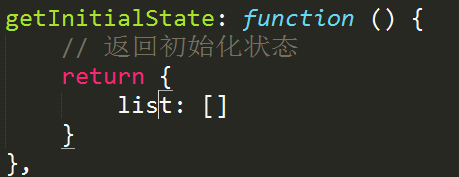 getInitialState: function () {
// 返回初始化状态
return {
list: []
}
},